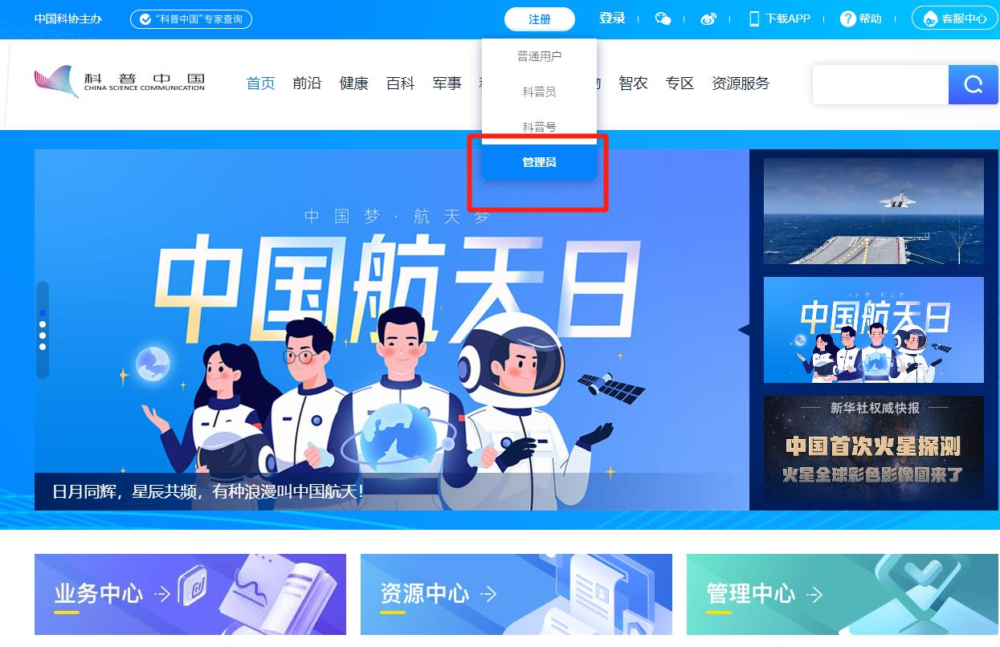 中国科协主办
“科普中国”专家查询
注册
登录
下载APP
帮助
客服中心
普通用户
科普员
科普号
管理员
科普中国
CHINA SCIENCE COMMUNICATION
首页 前沿 健康 百科 军事 智农 专区 资源服务
中国梦·航天梦
中国航天日
日月同辉，星辰共频，有种浪漫叫中国航天！
中国梦·航天梦
中国航天日
新华社权威快报
中国首次火星探测
火星全球彩色影像图来了
业务中心
资源中心
管理中心